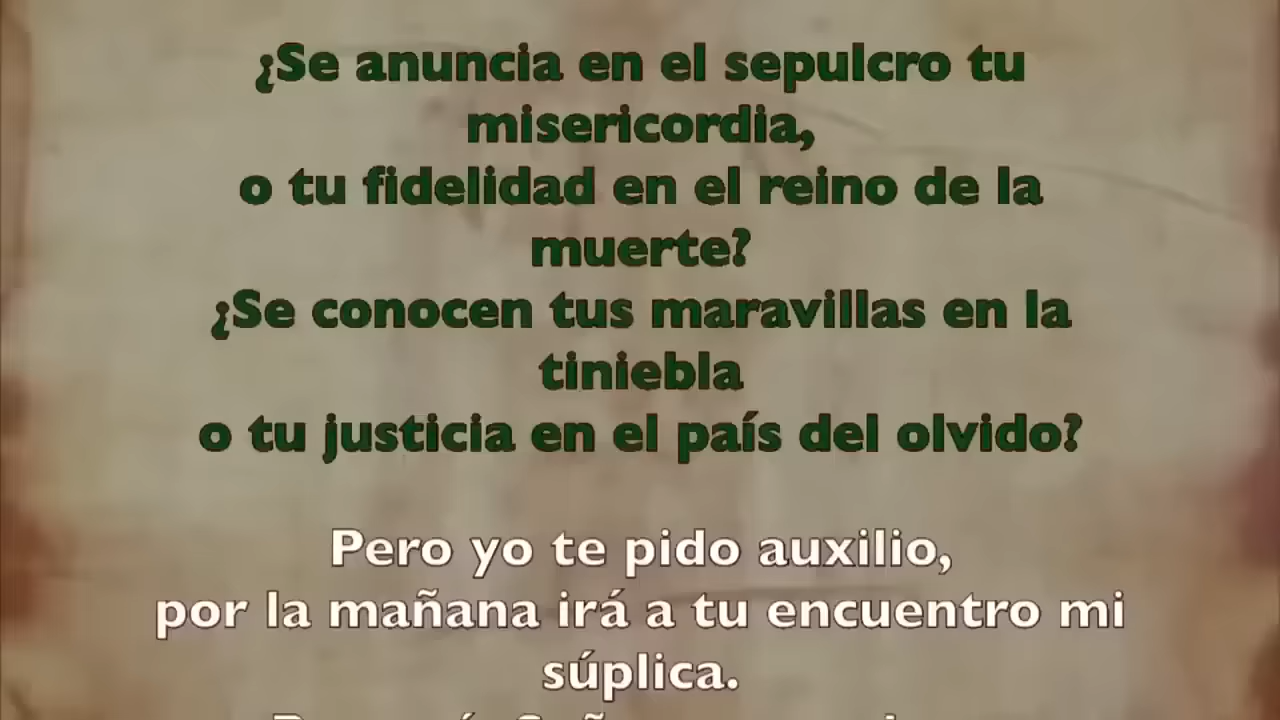 ¿Se anuncia en el sepulcro tu
misericordia,
o tu fidelidad en el reino de la
muerte?
¿Se conocen tus maravillas en la
tiniebla
o tu justicia en el país del olvido?
Pero yo te pido auxilio,
por la mañana irá a tu encuentro mi
súplica.